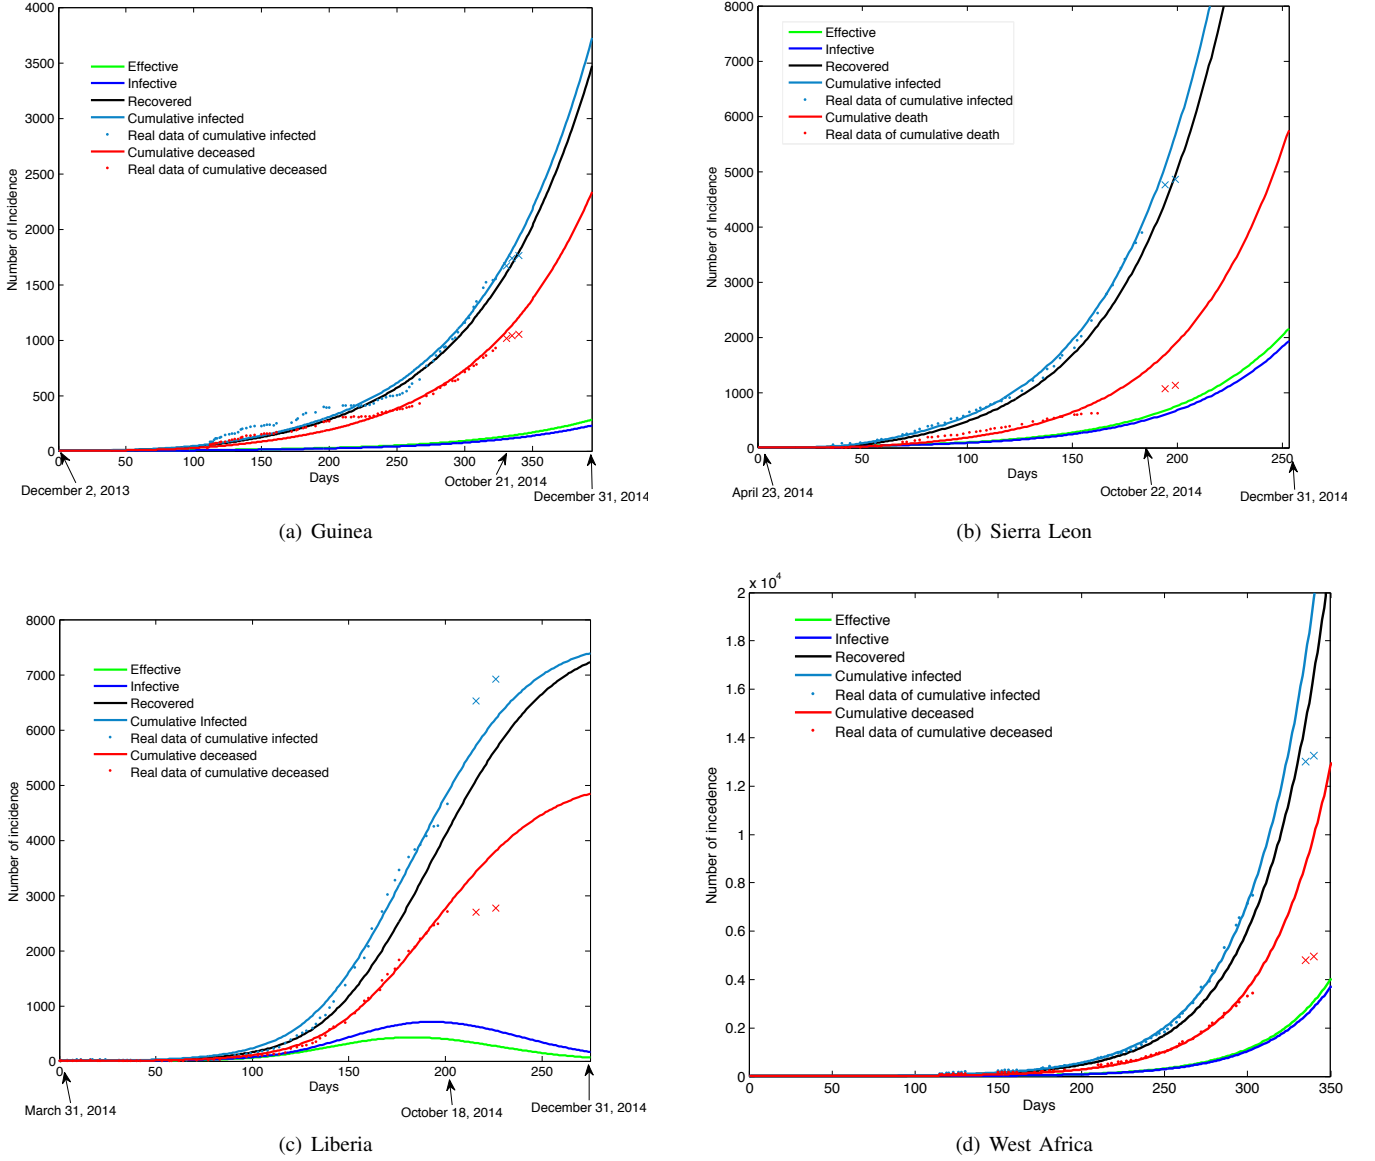 4000
3500
3000
2500
2000
1500
1000
500
0
Number of Incidence
Effective
Infective
Recovered
Cumulative infected
Real data of cumulative infected
Cumulative deceased
Real data of cumulative deceased
0 50 100 150 200 250 300 350
Days
December 2, 2013
October 21, 2014
December 31, 2014
(a) Guinea
8000
7000
6000
5000
4000
3000
2000
1000
0
Number of Incidence
Effective
Infective
Recovered
Cumulative infected
Real data of cumulative infected
Cumulative death
Real data of cumulative death
0 50 100 150 200 250
Days
April 23, 2014
October 22, 2014
Decmber 31, 2014
(b) Sierra Leon
8000
7000
6000
5000
4000
3000
2000
1000
0
Number of incidence
Effective
Infective
Recovered
Cumulative Infected
Real data of cumulative infected
Cumulative deceased
Real data of cumulative deceased
0 50 100 150 200 250
Days
March 31, 2014
October 18, 2014
December 31, 2014
(c) Liberia
x 10^4
2
1.8
1.6
1.4
1.2
1
0.8
0.6
0.4
0.2
0
Number of incedence
Effective
Infective
Recovered
Cumulative infected
Real data of cumulative infected
Cumulative deceased
Real data of cumulative deceased
0 50 100 150 200 250 300 350
Days
(d) West Africa